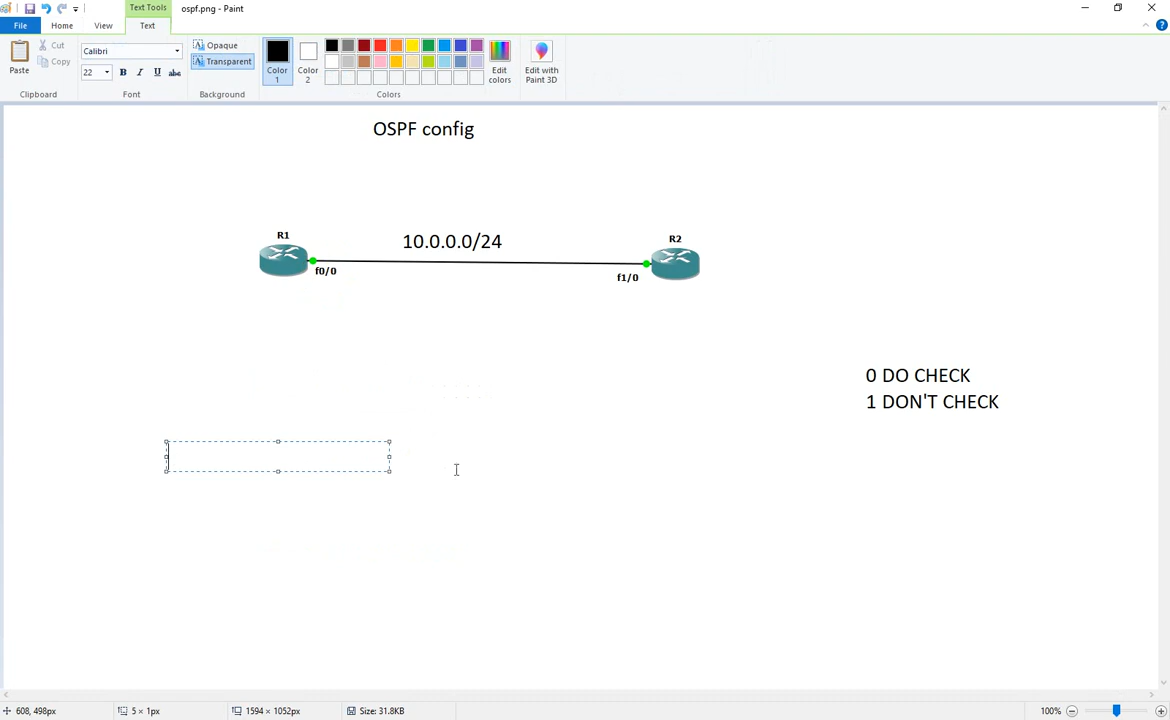 Text Tools
ospf.png - Paint
File
Home
View
Text
Paste
Cut
Copy
Clipboard
Calibri
22
B
I
U
abc
Font
Opaque
Transparent
Background
Color 1
Color 2
Edit colors
Colors
Edit with Paint 3D
OSPF config
R1
10.0.0.0/24
R2
f0/0
f1/0
0 DO CHECK
1 DON'T CHECK
608, 498px
5 × 1px
1594 × 1052px
Size: 31.8KB
100%